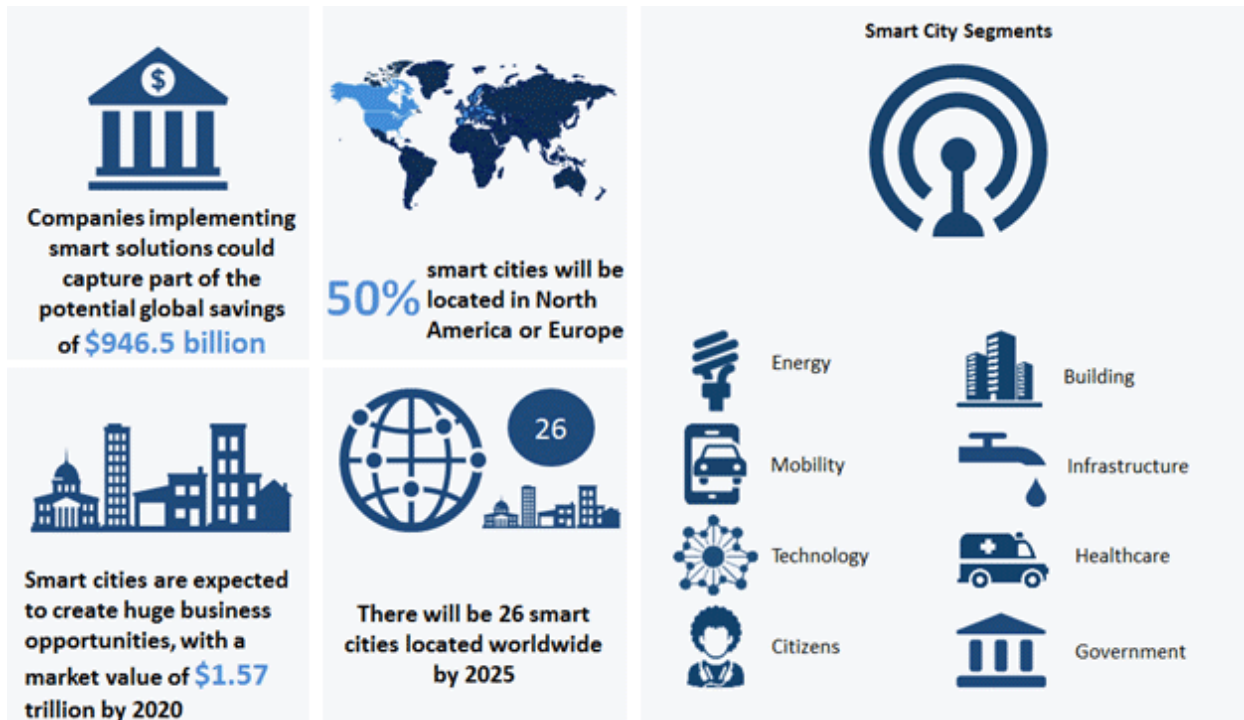 Companies implementing
smart solutions could
capture part of the
potential global savings
of $946.5 billion
50%
smart cities will be
located in North
America or Europe
Smart cities are expected
to create huge business
opportunities, with a
market value of $1.57
trillion by 2020
26
There will be 26 smart
cities located worldwide
by 2025
Smart City Segments
Energy
Building
Mobility
Infrastructure
Technology
Healthcare
Citizens
Government
$